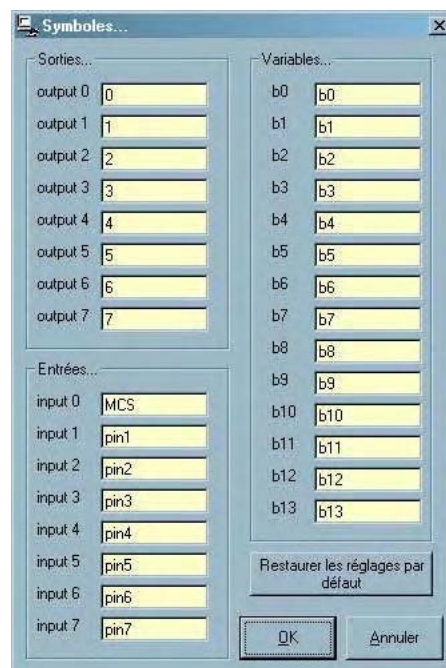 Symboles...
Sorties...
output 0 0
output 1 1
output 2 2
output 3 3
output 4 4
output 5 5
output 6 6
output 7 7
Entrées...
input 0 MCS
input 1 pin1
input 2 pin2
input 3 pin3
input 4 pin4
input 5 pin5
input 6 pin6
input 7 pin7
Variables...
b0 b0
b1 b1
b2 b2
b3 b3
b4 b4
b5 b5
b6 b6
b7 b7
b8 b8
b9 b9
b10 b10
b11 b11
b12 b12
b13 b13
Restaurer les réglages par
défaut
OK
Annuler